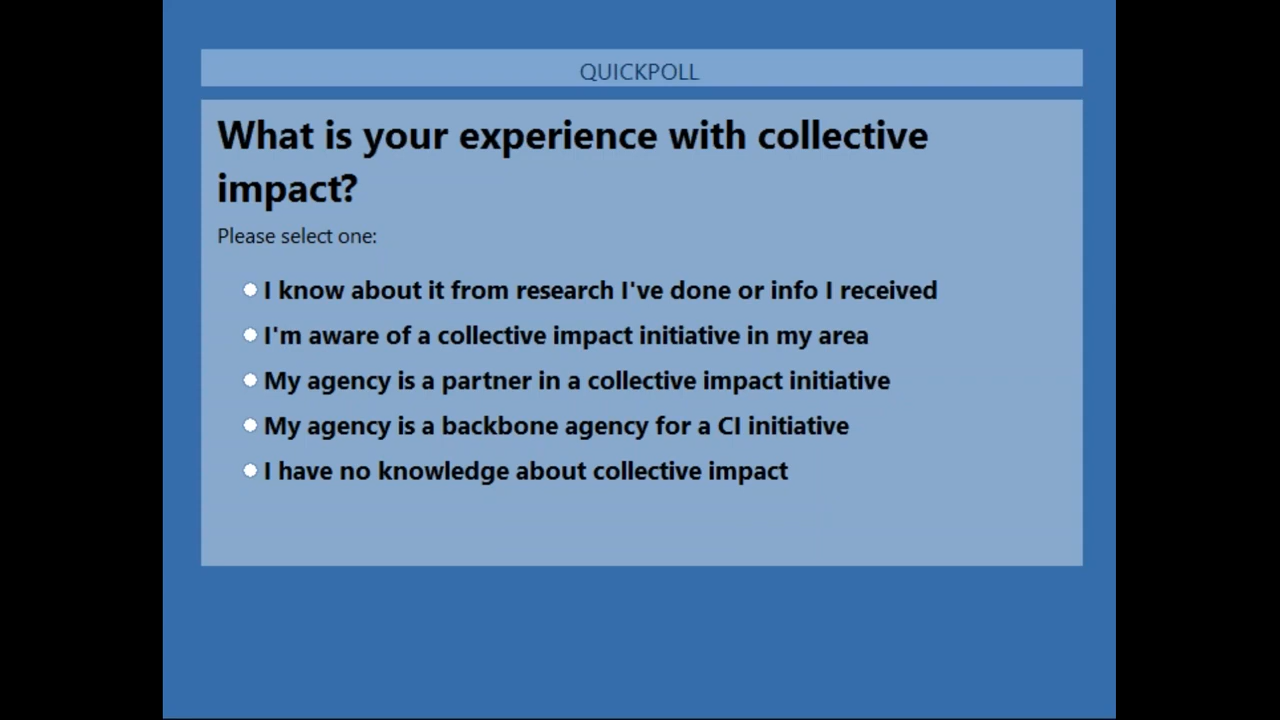 QUICKPOLL
What is your experience with collective
impact?
Please select one:
I know about it from research I've done or info I received
I'm aware of a collective impact initiative in my area
My agency is a partner in a collective impact initiative
My agency is a backbone agency for a CI initiative
I have no knowledge about collective impact